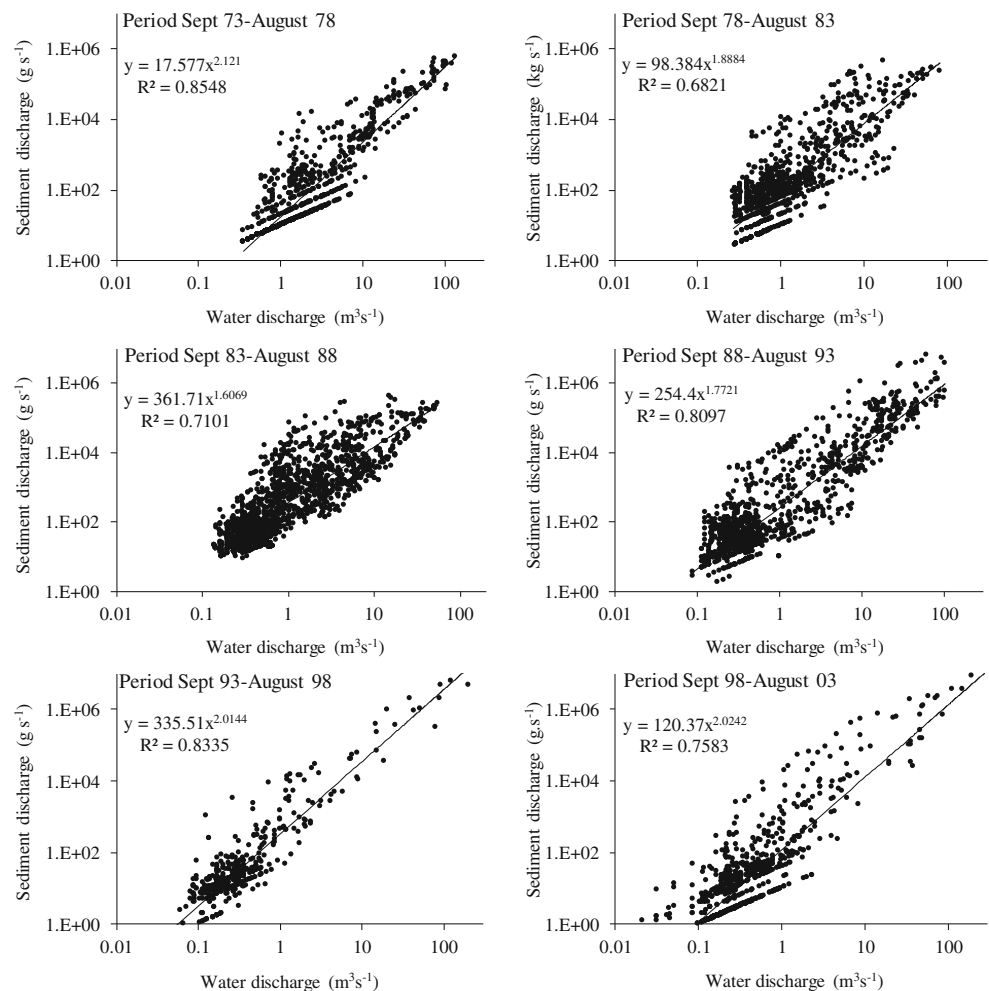 Period Sept 73-August 78
y = 17.577x^2.121
R² = 0.8548
Sediment discharge (g s⁻¹)
1.E+06
1.E+04
1.E+02
1.E+00
0.01 0.1 1 10 100
Water discharge (m³s⁻¹)
Period Sept 78-August 83
y = 98.384x^1.8884
R² = 0.6821
Sediment discharge (kg s⁻¹)
1.E+06
1.E+04
1.E+02
1.E+00
0.01 0.1 1 10 100
Water discharge (m³s⁻¹)
Period Sept 83-August 88
y = 361.71x^1.6069
R² = 0.7101
Sediment discharge (g s⁻¹)
1.E+06
1.E+04
1.E+02
1.E+00
0.01 0.1 1 10 100
Water discharge (m³s⁻¹)
Period Sept 88-August 93
y = 254.4x^1.7721
R² = 0.8097
Sediment discharge (g s⁻¹)
1.E+06
1.E+04
1.E+02
1.E+00
0.01 0.1 1 10 100
Water discharge (m³s⁻¹)
Period Sept 93-August 98
y = 335.51x^2.0144
R² = 0.8335
Sediment discharge (g s⁻¹)
1.E+06
1.E+04
1.E+02
1.E+00
0.01 0.1 1 10 100
Water discharge (m³s⁻¹)
Period Sept 98-August 03
y = 120.37x^2.0242
R² = 0.7583
Sediment discharge (g.s⁻¹)
1.E+06
1.E+04
1.E+02
1.E+00
0.01 0.1 1 10 100
Water discharge (m³s⁻¹)